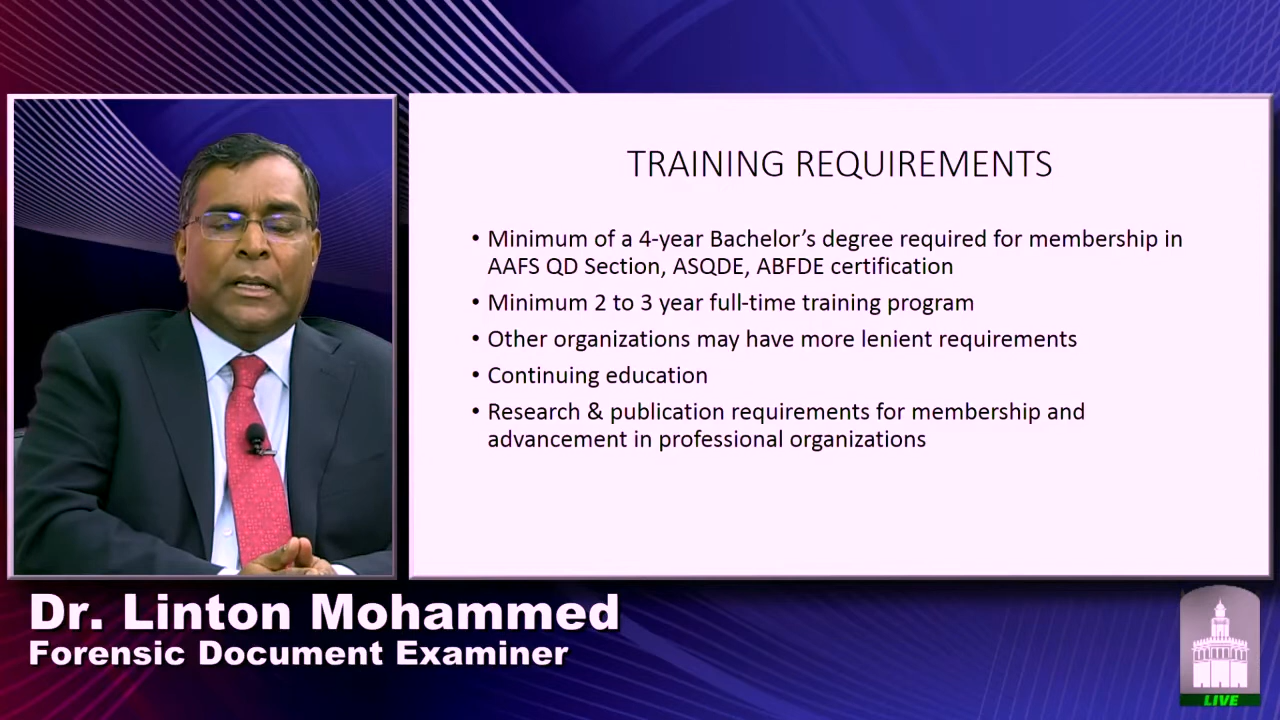 TRAINING REQUIREMENTS
• Minimum of a 4-year Bachelor’s degree required for membership in
AAFS QD Section, ASQDE, ABFDE certification
• Minimum 2 to 3 year full-time training program
• Other organizations may have more lenient requirements
• Continuing education
• Research & publication requirements for membership and
advancement in professional organizations
Dr. Linton Mohammed
Forensic Document Examiner
LIVE